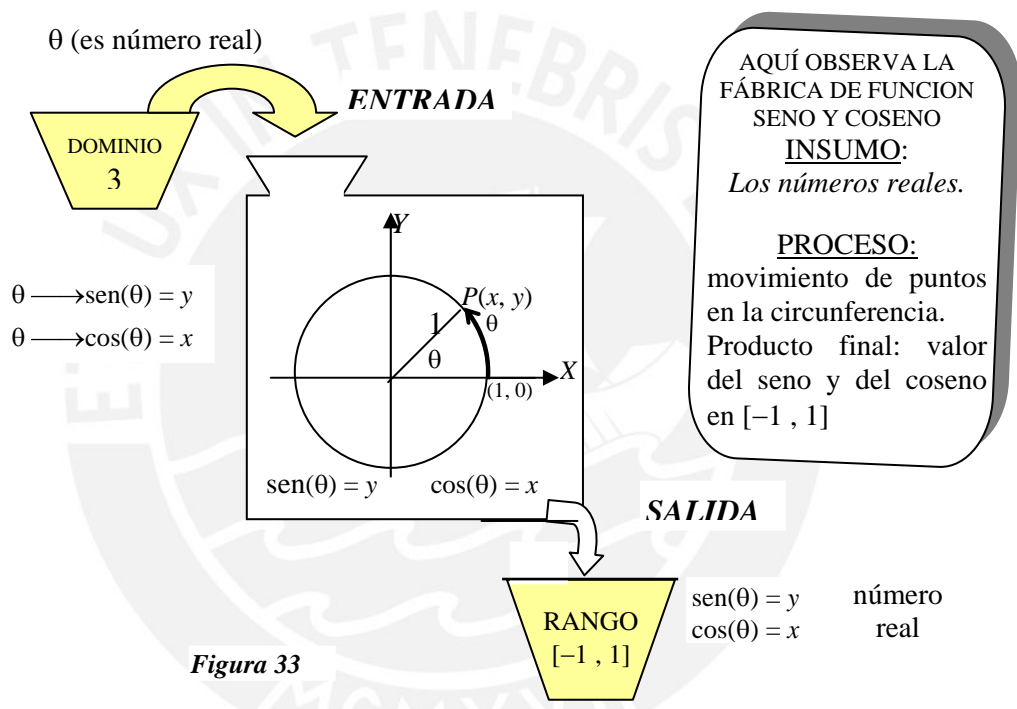 θ (es número real)
ENTRADA
DOMINIO
3
θ ⟶sen(θ) = y
θ ⟶cos(θ) = x
Y
P(x, y)
1
θ
θ
X
(1, 0)
sen(θ) = y cos(θ) = x
SALIDA
RANGO
[−1 , 1]
sen(θ) = y número
cos(θ) = x real
Figura 33
AQUÍ OBSERVA LA
FÁBRICA DE FUNCION
SENO Y COSENO
INSUMO:
Los números reales.
PROCESO:
movimiento de puntos
en la circunferencia.
Producto final: valor
del seno y del coseno
en [−1 , 1]